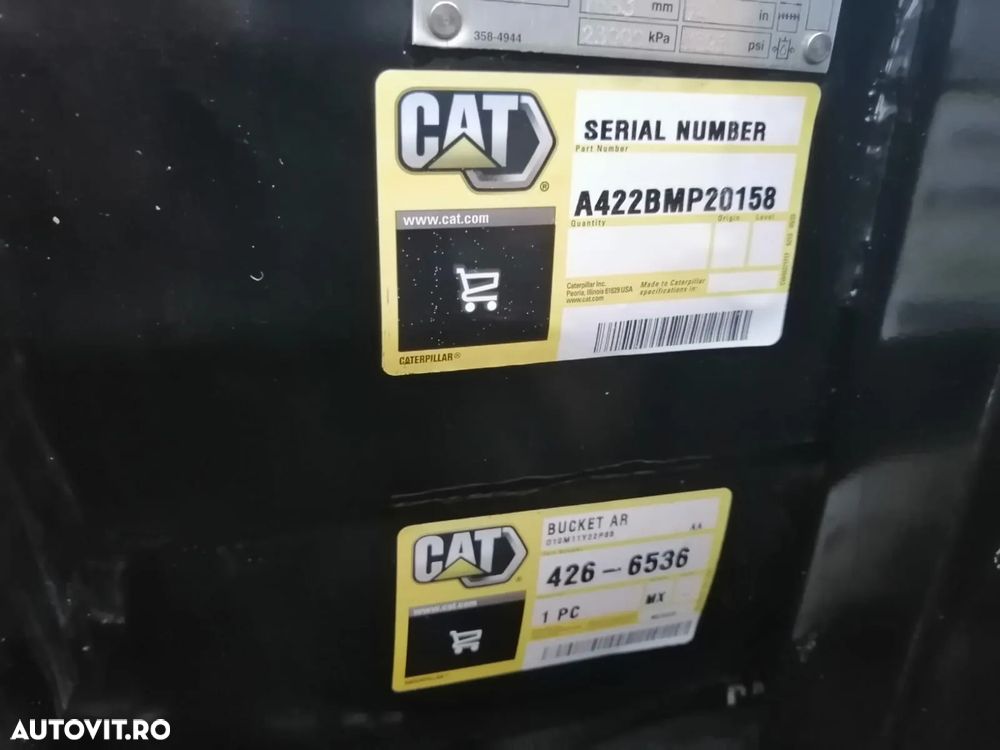 mm
in
358-4944
kPa
psi
CAT
®
SERIAL NUMBER
Part Number
A422BMP20158
www.cat.com
Quantity
Origin
Level
Caterpillar Inc.
Peoria, Illinois 61629 USA
www.cat.com
Made to Caterpillar
specifications in:
CATERPILLAR®
CAT
®
BUCKET AR
AA
426-6536
www.cat.com
1 PC
MX
AUTOVIT.RO